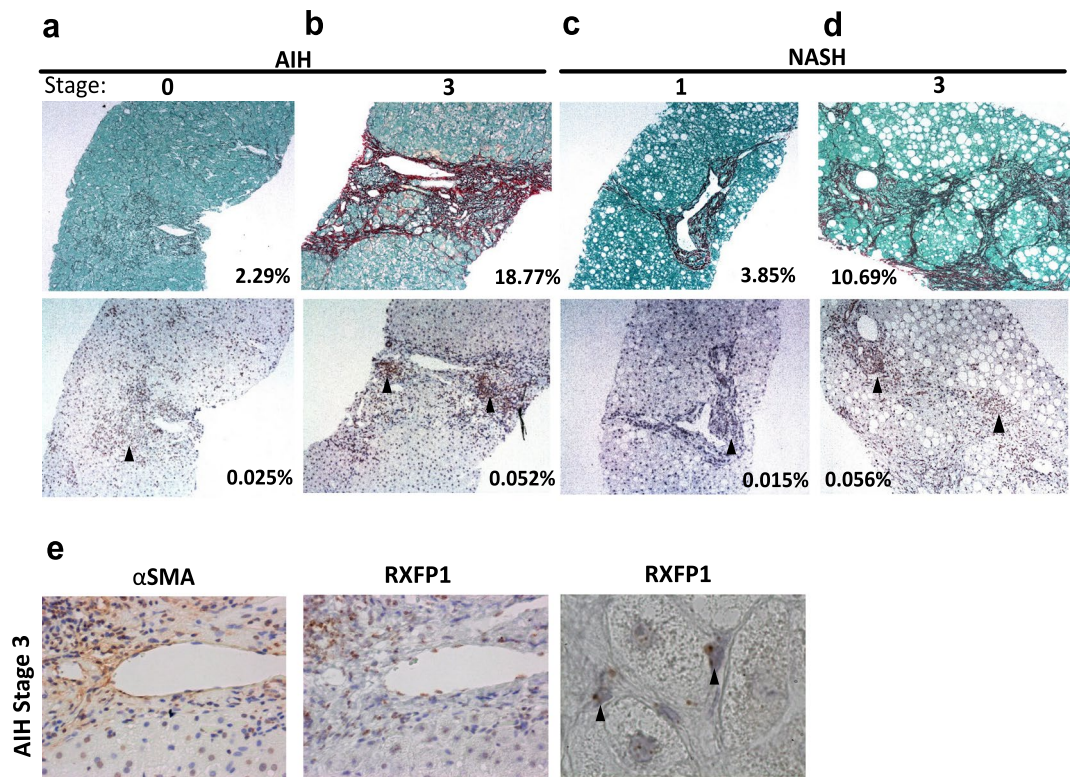 a b c d
AIH NASH
Stage: 0 3 1 3
2.29% 18.77% 3.85% 10.69%
0.025% 0.052% 0.015% 0.056%
e
αSMA RXFP1 RXFP1
AIH Stage 3